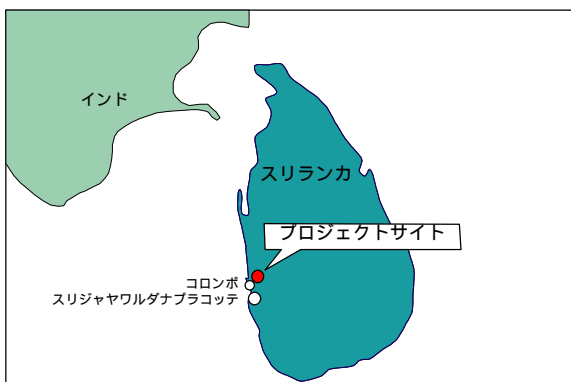 インド
スリランカ
プロジェクトサイト
コロンボ
スリジャヤワルダナプラコッテ